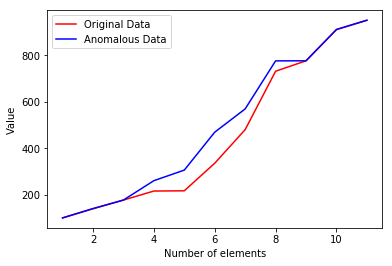 Original Data
Anomalous Data
800
600
400
200
Value
2
4
6
8
10
Number of elements